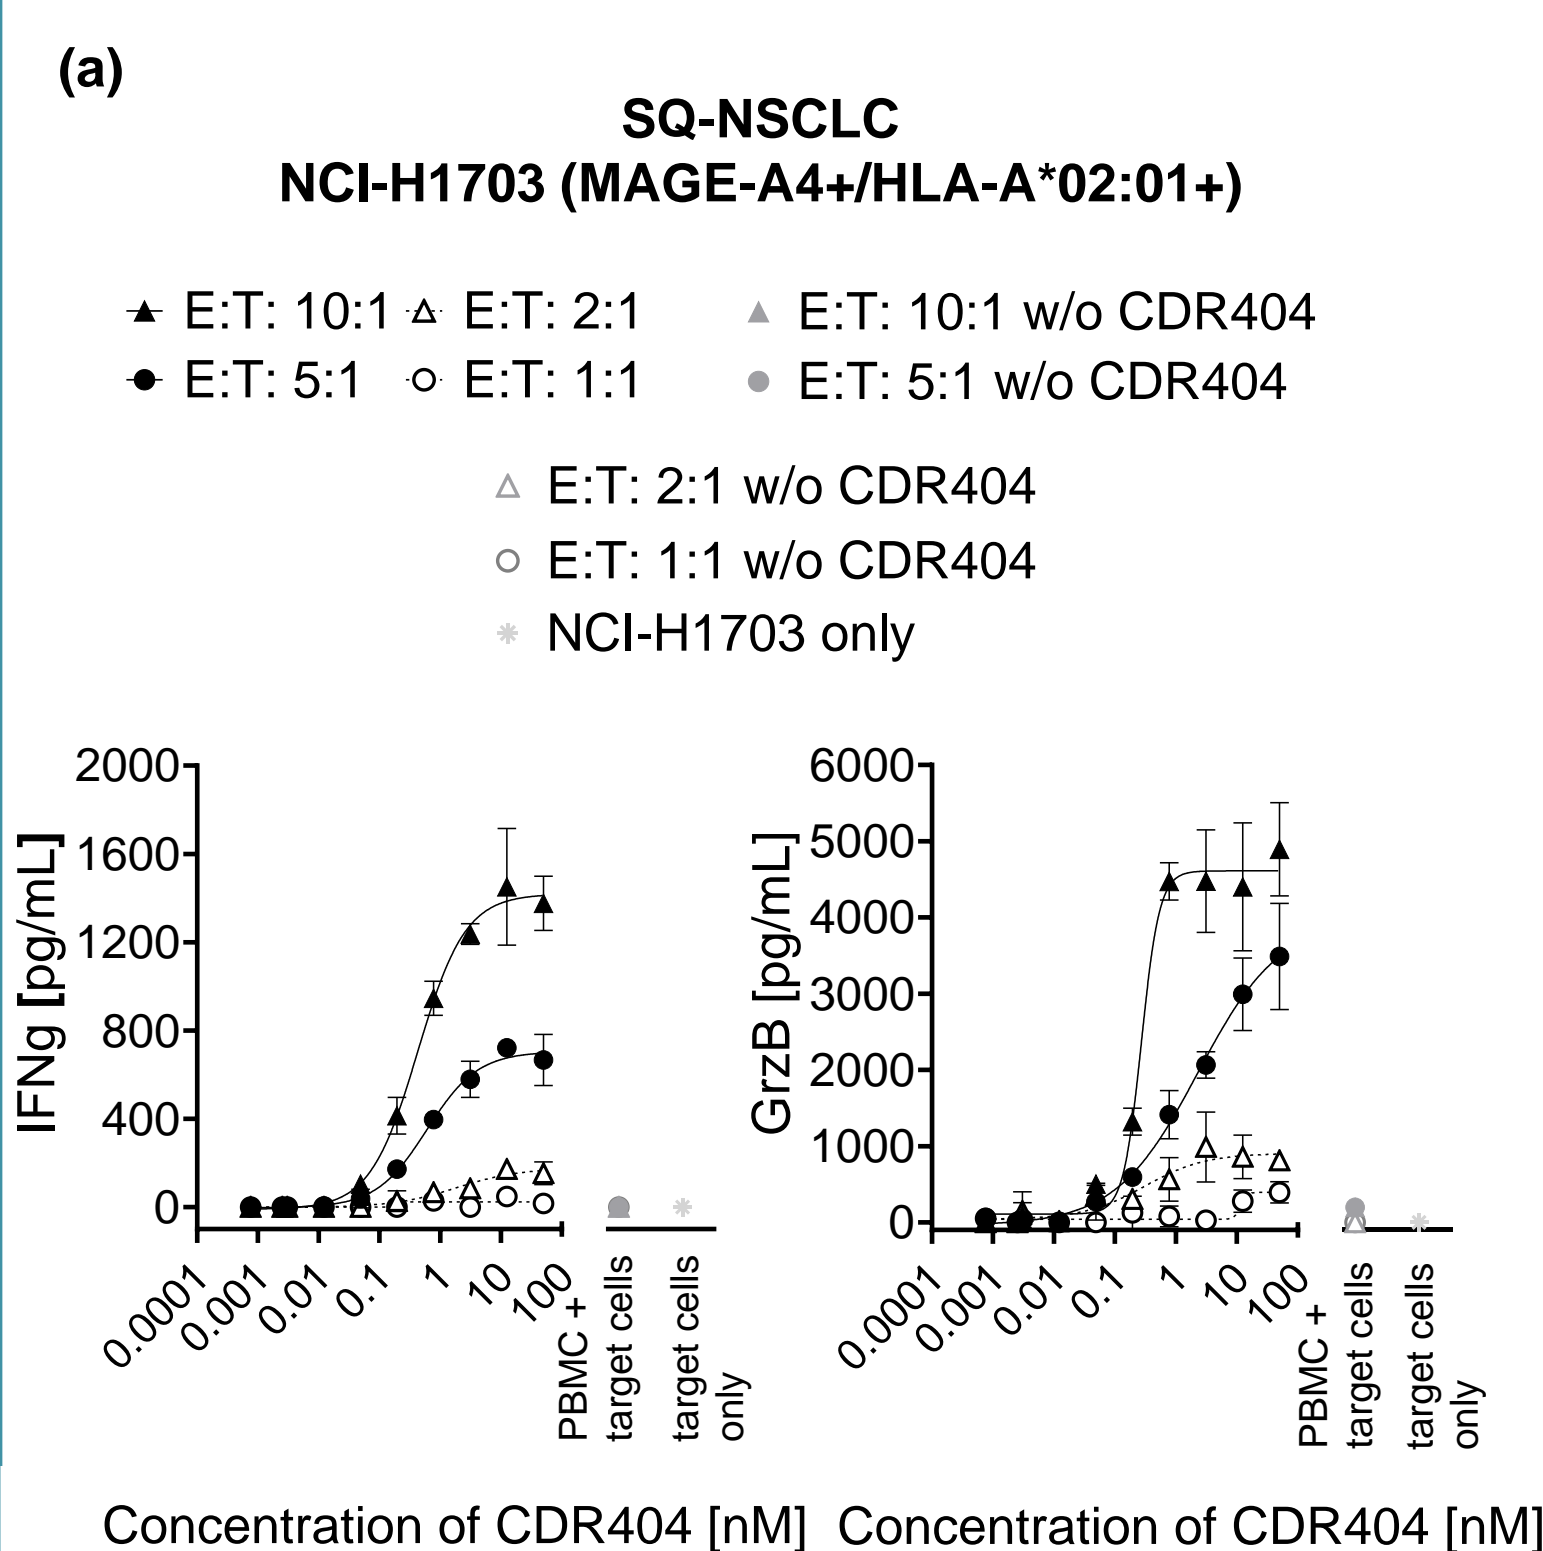 (a)
SQ-NSCLC
NCI-H1703 (MAGE-A4+/HLA-A*02:01+)
E:T: 10:1 E:T: 2:1 E:T: 10:1 w/o CDR404
E:T: 5:1 E:T: 1:1 E:T: 5:1 w/o CDR404
E:T: 2:1 w/o CDR404
E:T: 1:1 w/o CDR404
NCI-H1703 only
IFNg [pg/mL]
2000
1600
1200
800
400
0
0.0001
0.001
0.01
0.1
1
10
100
PBMC +
target cells
target cells
only
Concentration of CDR404 [nM]
GrzB [pg/mL]
6000
5000
4000
3000
2000
1000
0
0.0001
0.001
0.01
0.1
1
10
100
PBMC +
target cells
target cells
only
Concentration of CDR404 [nM]